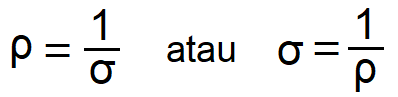 ρ = 1/σ atau σ = 1/ρ